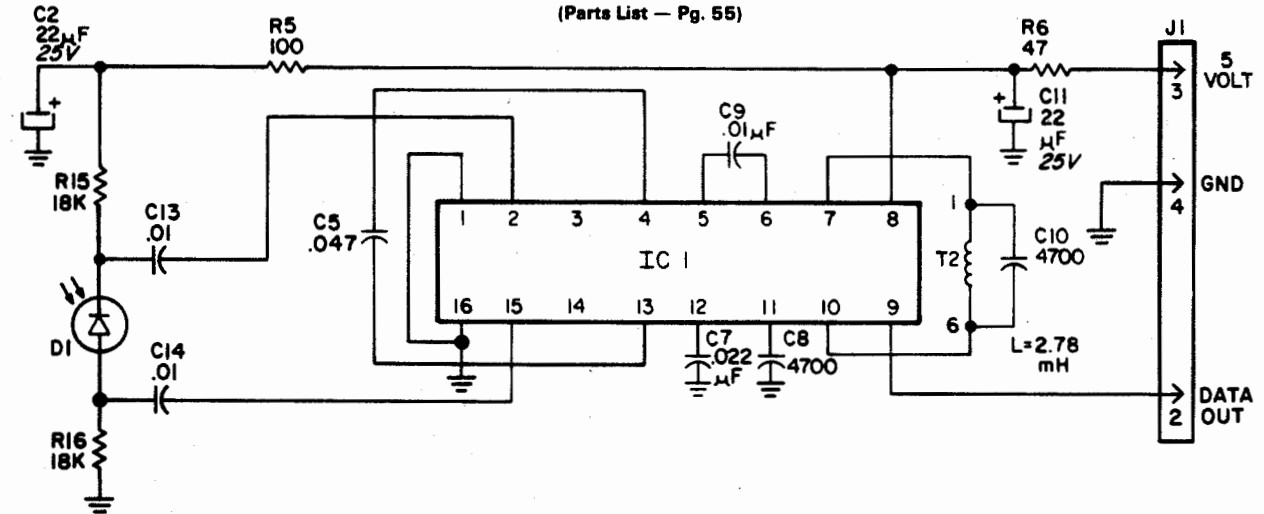 (Parts List — Pg. 55)
C2
22µF
25V
R5
100
R6
47
J1
5
VOLT
3
C11
22
µF
25V
C9
.01µF
R15
18K
GND
4
C13
.01
C5
.047
1
2
3
4
5
6
7
8
IC 1
16
15
14
13
12
11
10
9
1
T2
6
C10
4700
L=2.78
mH
D1
C14
.01
C7
.022
µF
C8
4700
DATA
OUT
2
R16
18K